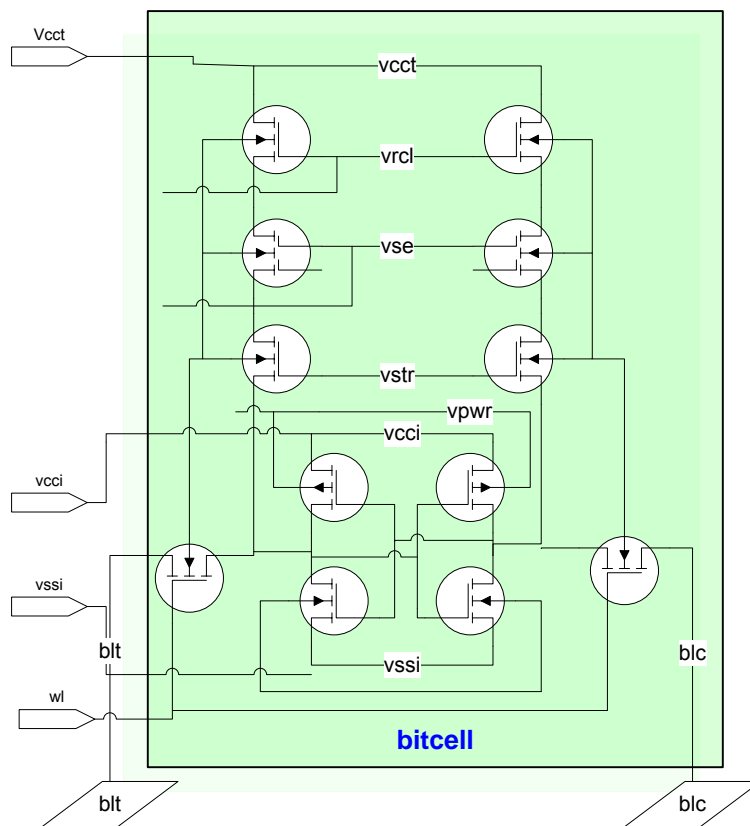 Vcct
vcct
vrcl
vse
vstr
vpwr
vcci
vcci
vssi
blt
blc
vssi
wl
bitcell
blt
blc